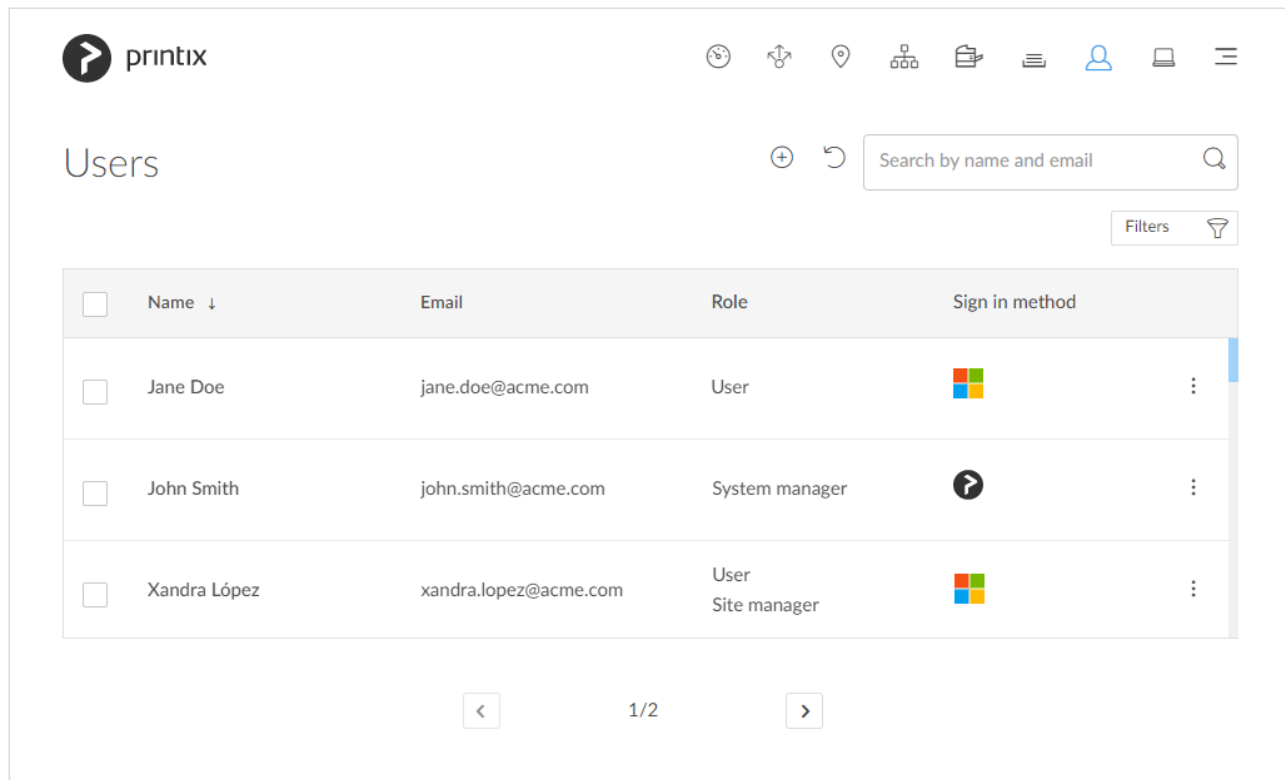 printix
Users
Search by name and email
Filters
Name ↓ Email Role Sign in method
Jane Doe jane.doe@acme.com User
John Smith john.smith@acme.com System manager
Xandra López xandra.lopez@acme.com User
Site manager
1/2